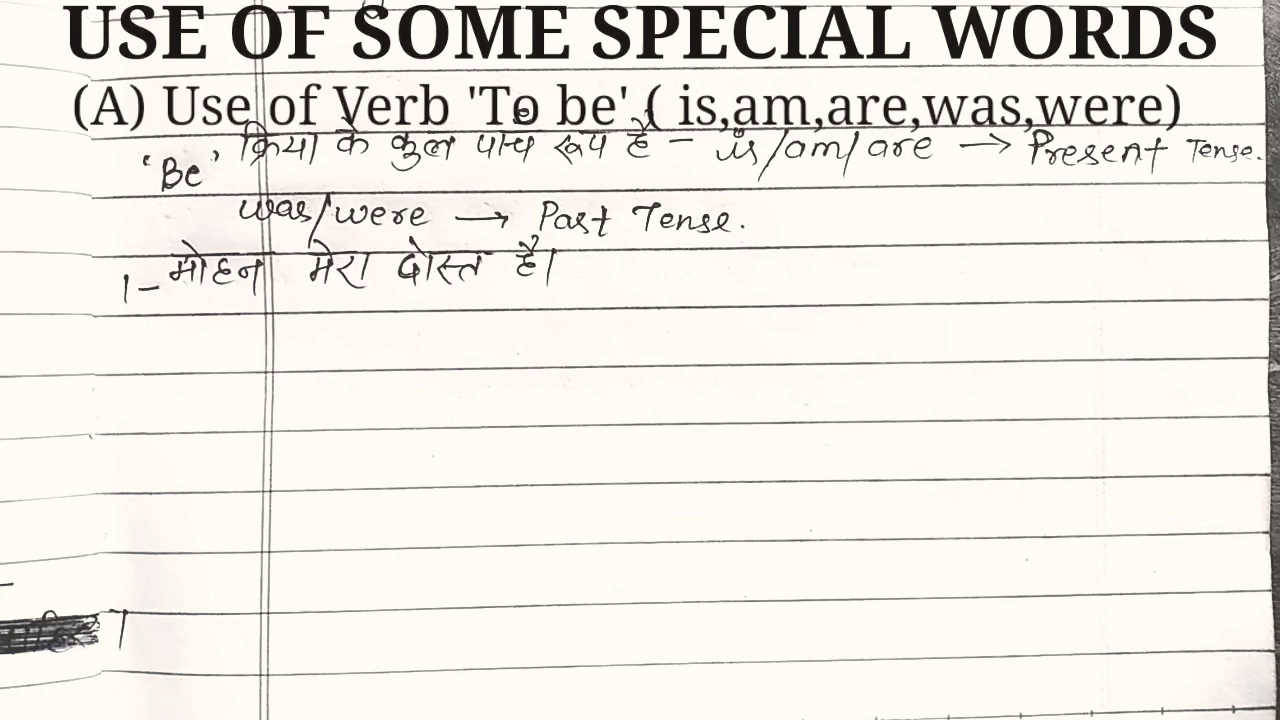 USE OF SOME SPECIAL WORDS
(A) Use of Verb 'To be' ( is,am,are,was,were)
'Be' क्रिया के कुल पांच रूप हैं - is/am/are → Present Tense.
was/were → Past Tense.
1- मोहन मेरा दोस्त है।